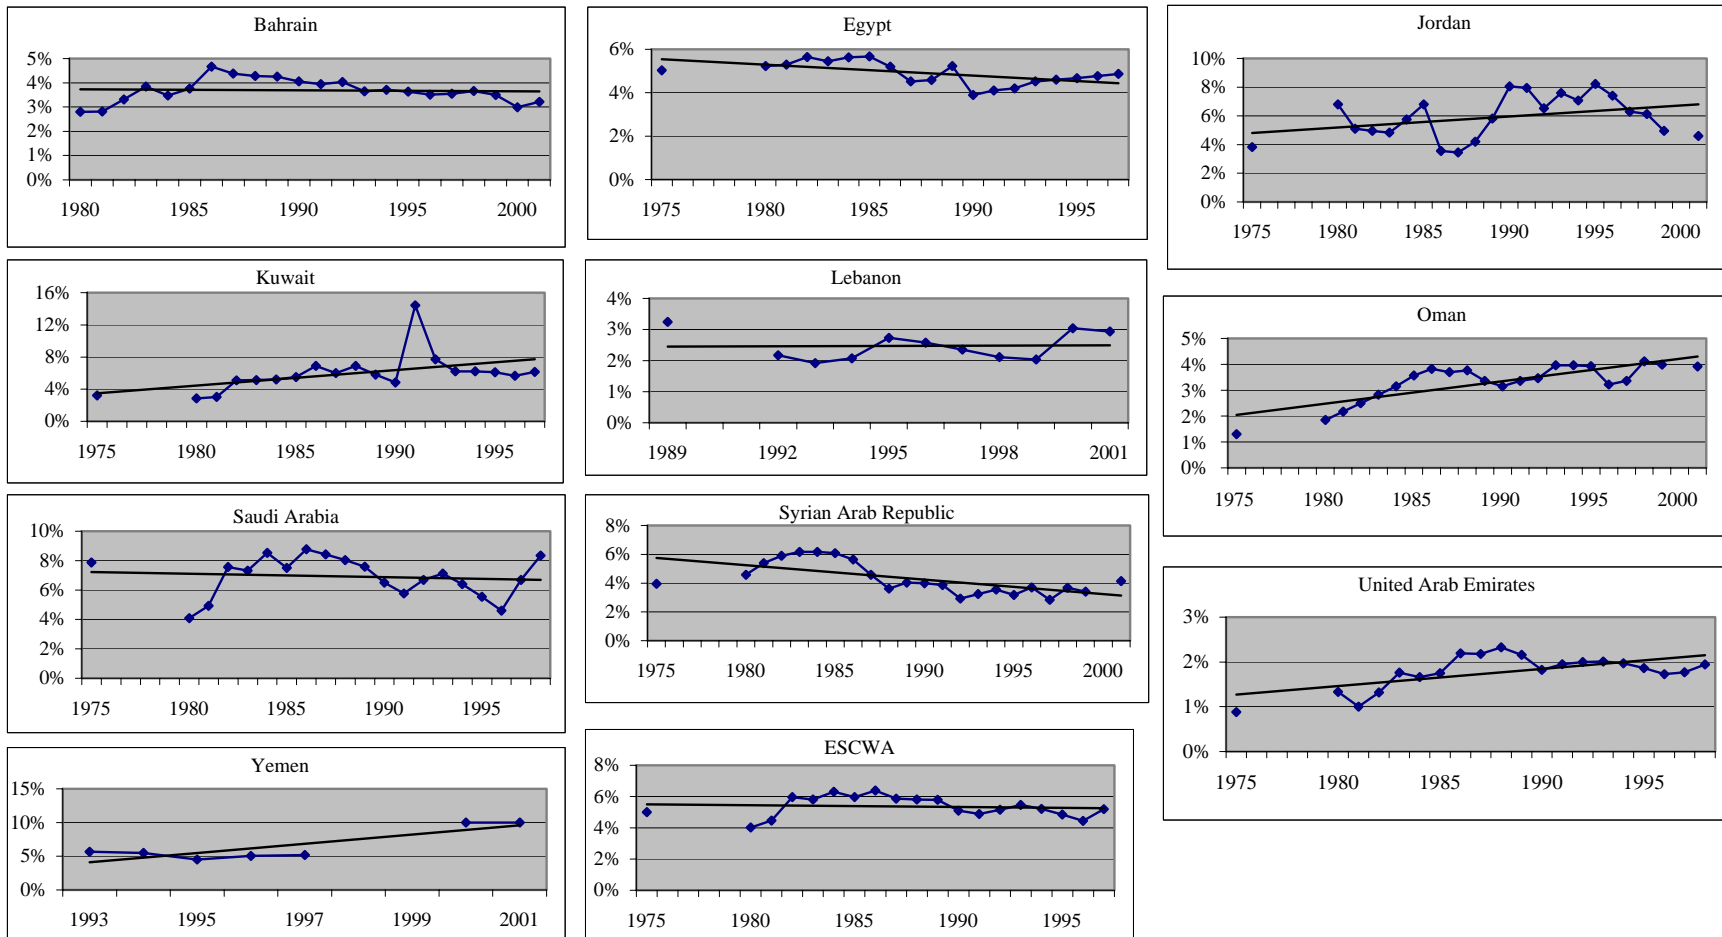 Bahrain
5%
4%
3%
2%
1%
0%
1980 1985 1990 1995 2000
Egypt
6%
4%
2%
0%
1975 1980 1985 1990 1995
Jordan
10%
8%
6%
4%
2%
0%
1975 1980 1985 1990 1995 2000
Kuwait
16%
12%
8%
4%
0%
1975 1980 1985 1990 1995
Lebanon
4%
3%
2%
1%
0%
1989 1992 1995 1998 2001
Oman
5%
4%
3%
2%
1%
0%
1975 1980 1985 1990 1995 2000
Saudi Arabia
10%
8%
6%
4%
2%
0%
1975 1980 1985 1990 1995
Syrian Arab Republic
8%
6%
4%
2%
0%
1975 1980 1985 1990 1995 2000
United Arab Emirates
3%
2%
1%
0%
1975 1980 1985 1990 1995
Yemen
15%
10%
5%
0%
1993 1995 1997 1999 2001
ESCWA
8%
6%
4%
2%
0%
1975 1980 1985 1990 1995